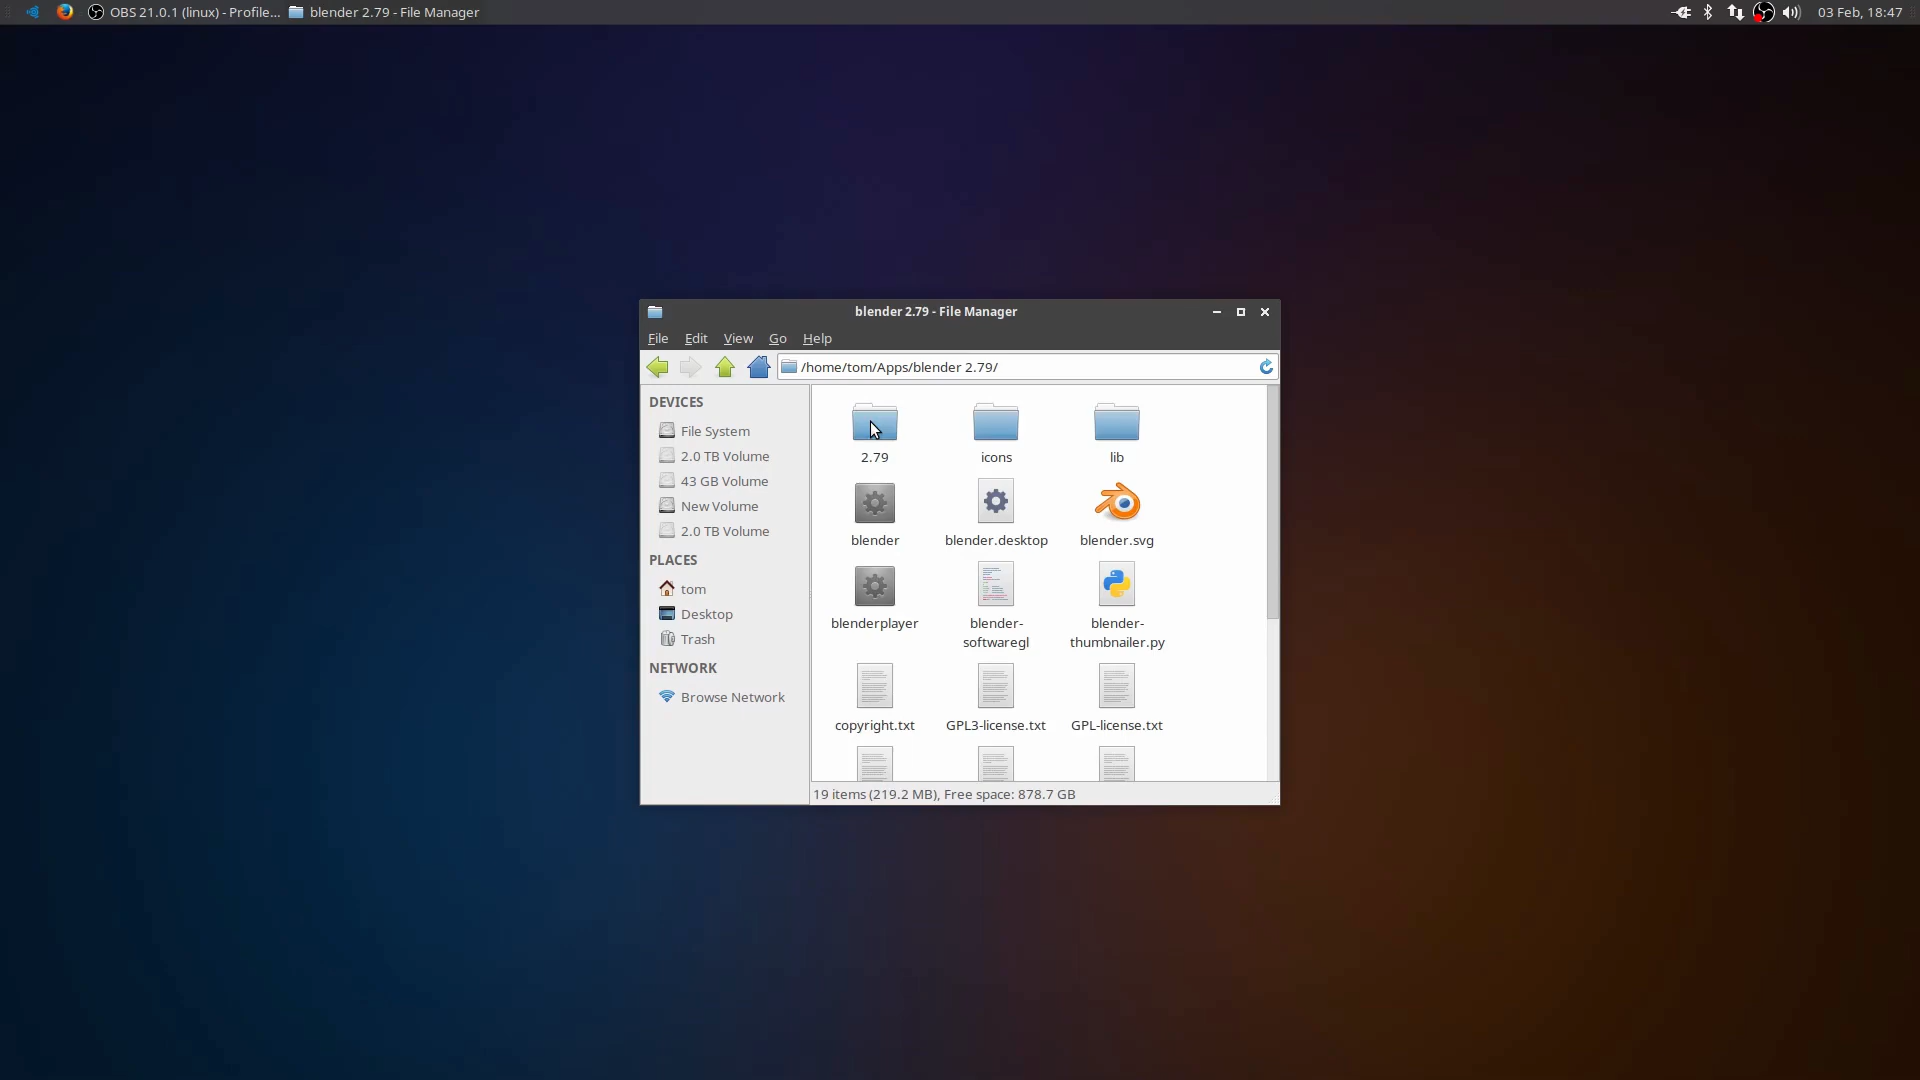 OBS 21.0.1 (linux) - Profile... blender 2.79 - File Manager 03 Feb, 18:47
blender 2.79 - File Manager
File Edit View Go Help
/home/tom/Apps/blender 2.79/
DEVICES
File System
2.0 TB Volume
43 GB Volume
New Volume
2.0 TB Volume
PLACES
tom
Desktop
Trash
NETWORK
Browse Network
2.79 icons lib
blender blender.desktop blender.svg
blenderplayer blender-
softwaregl blender-
thumbnailer.py
copyright.txt GPL3-license.txt GPL-license.txt
19 items (219.2 MB), Free space: 878.7 GB